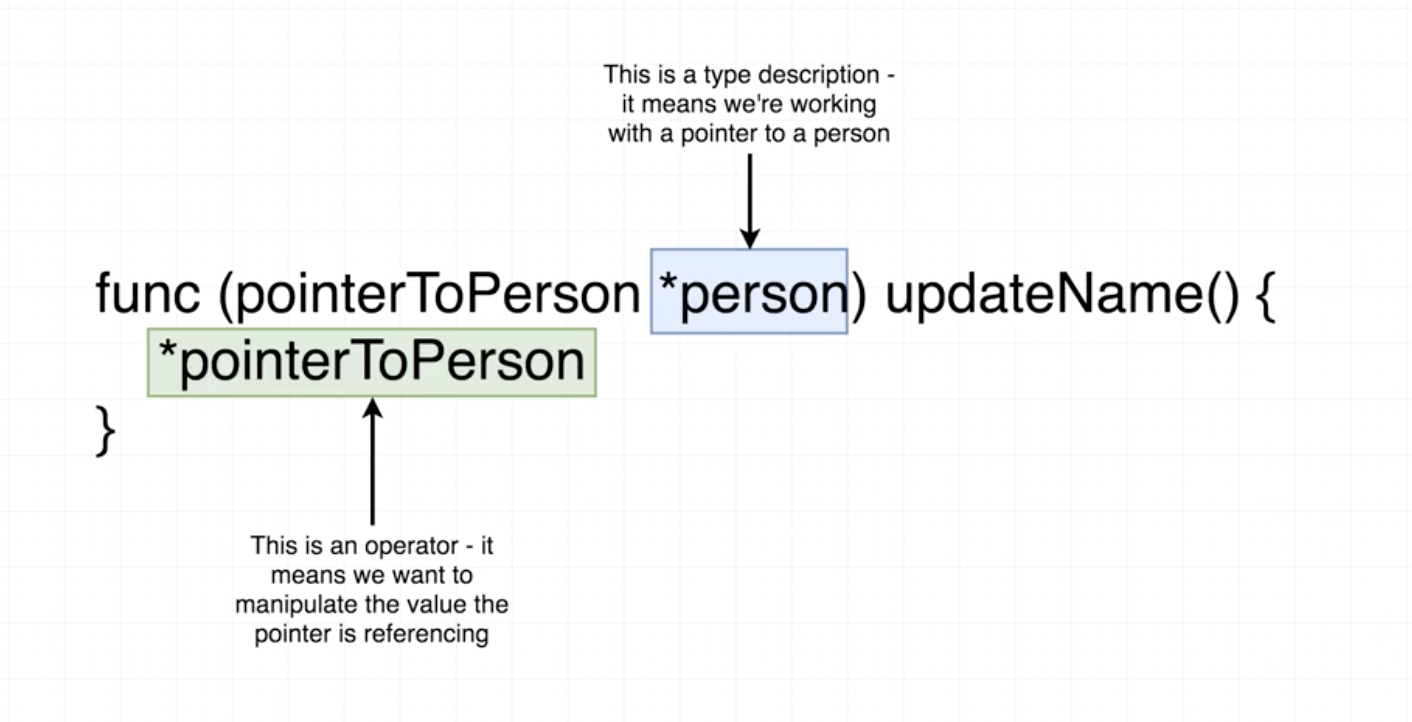 This is a type description -
it means we're working
with a pointer to a person
func (pointerToPerson *person) updateName() {
*pointerToPerson
}
This is an operator - it
means we want to
manipulate the value the
pointer is referencing